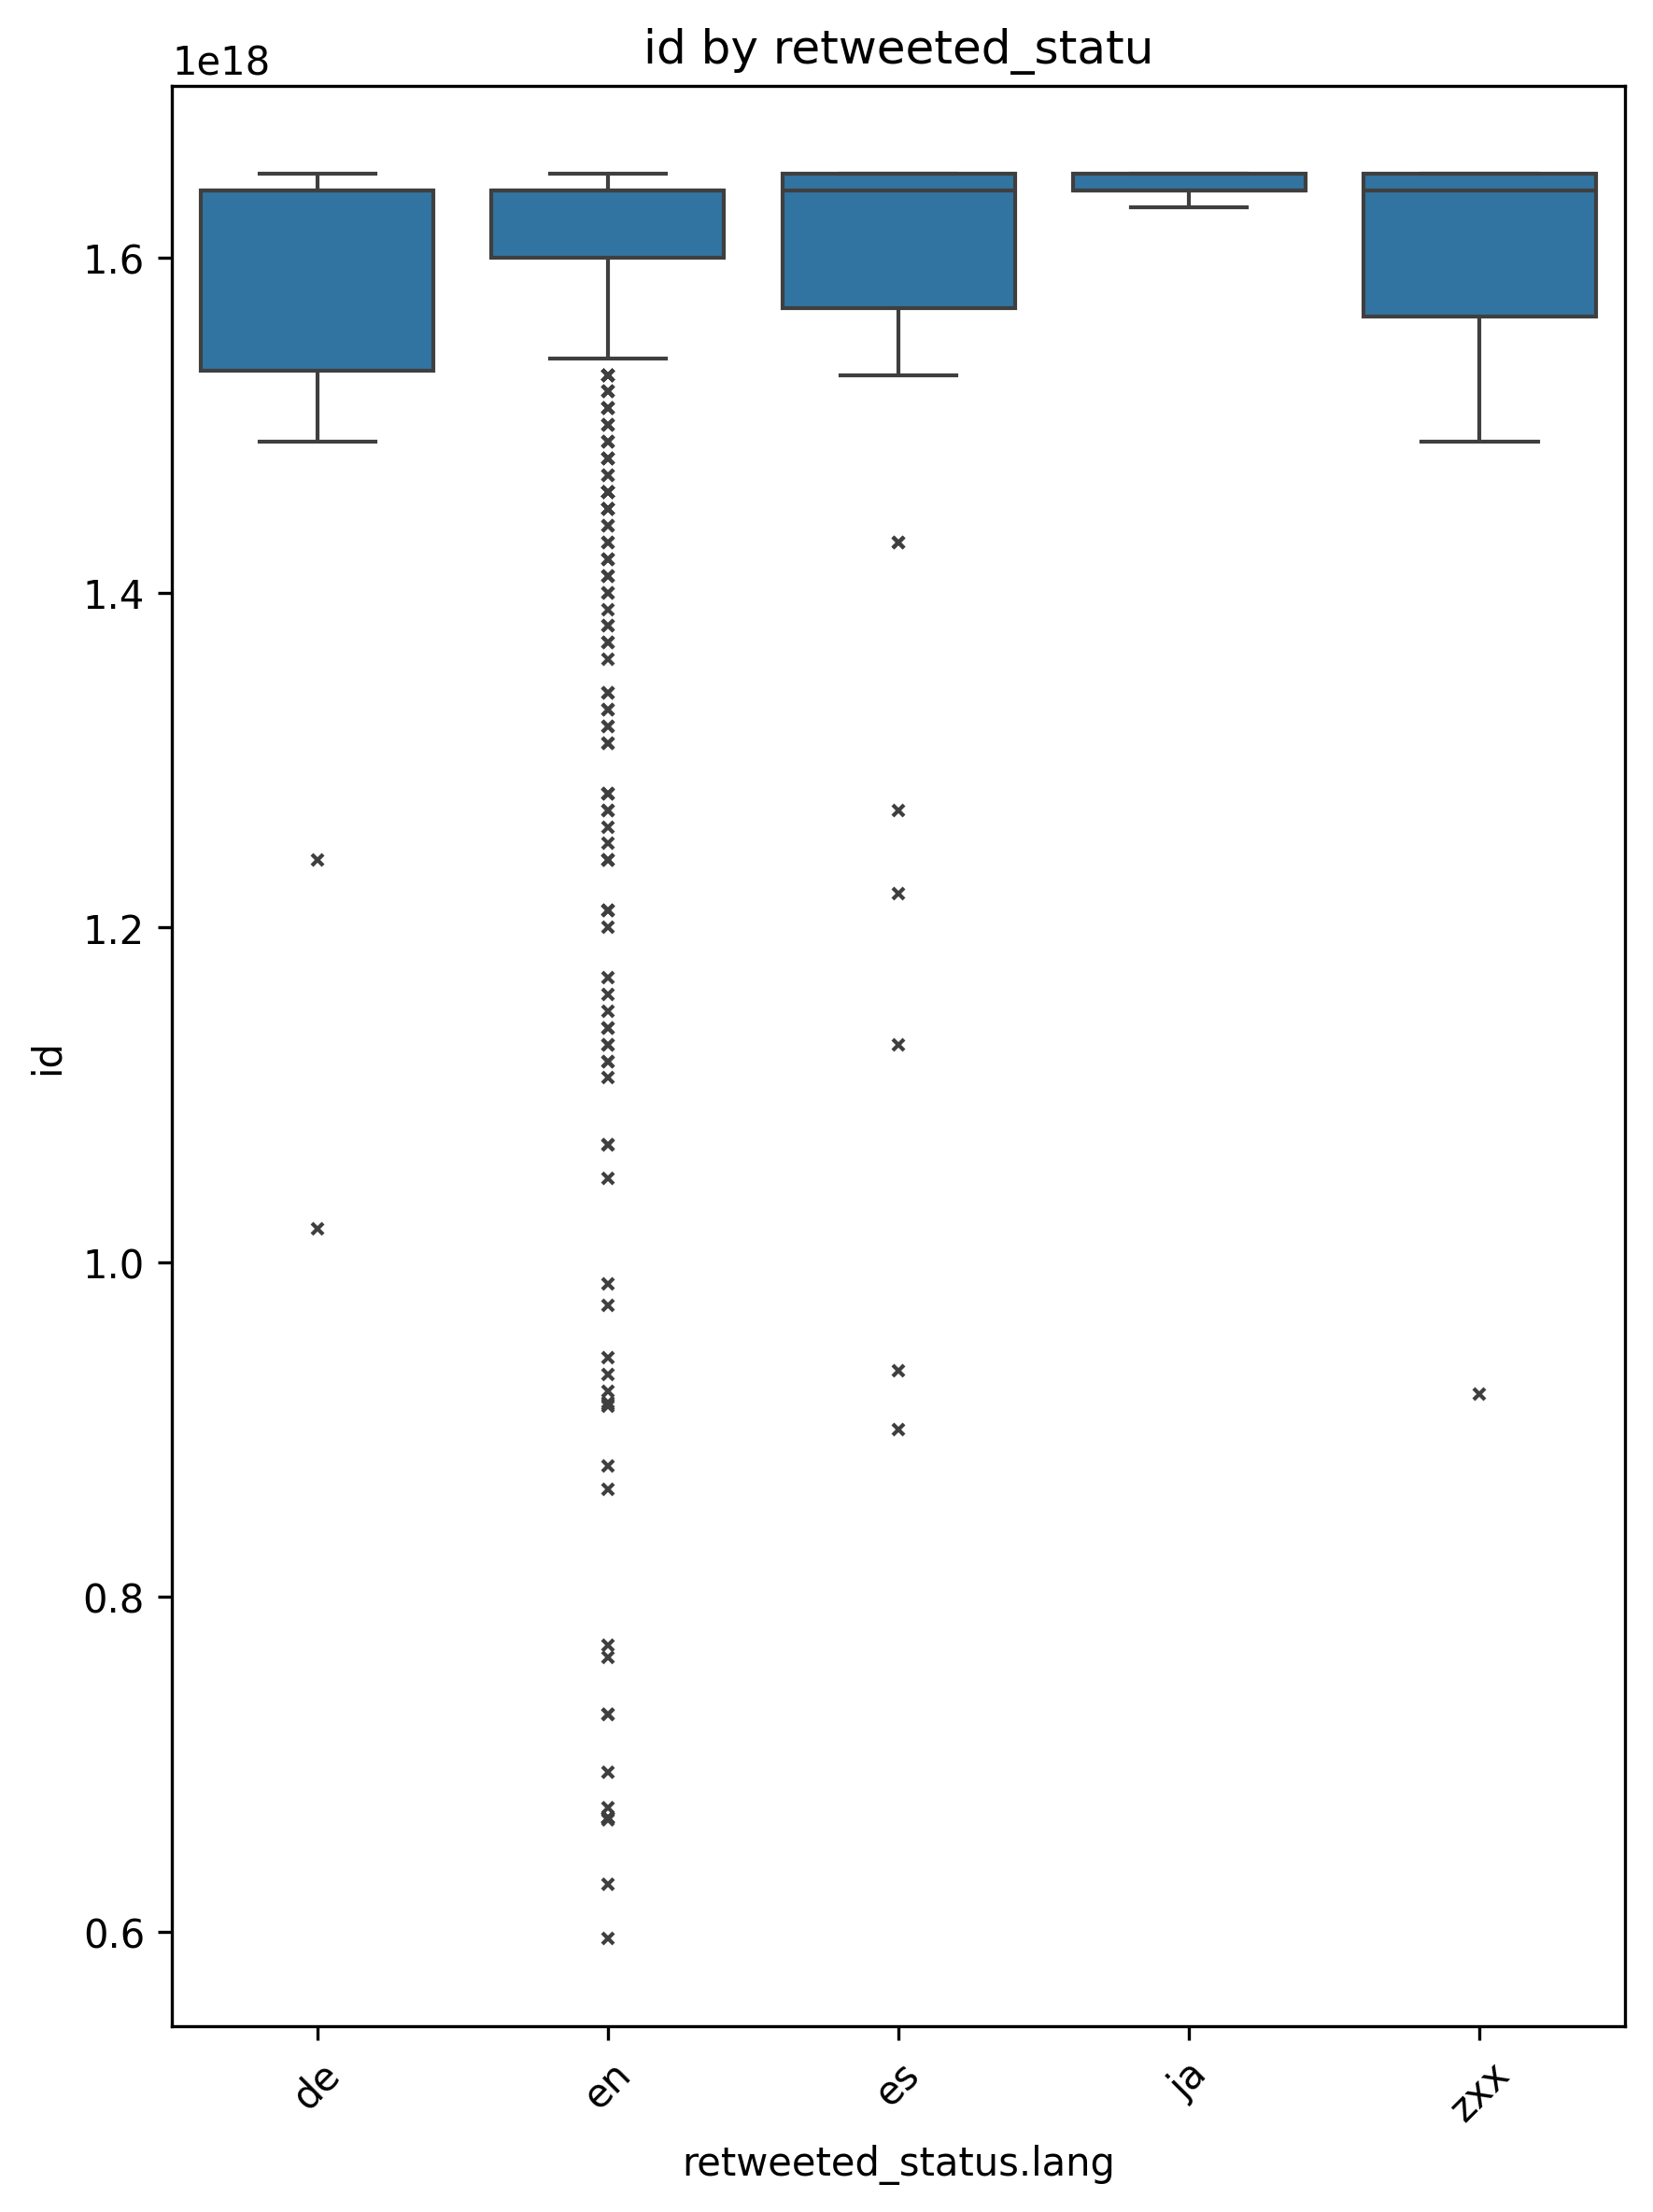 id by retweeted_statu
1e18
1.6
1.4
1.2
1.0
0.8
0.6
id
de
en
es
ja
zxx
retweeted_status.lang